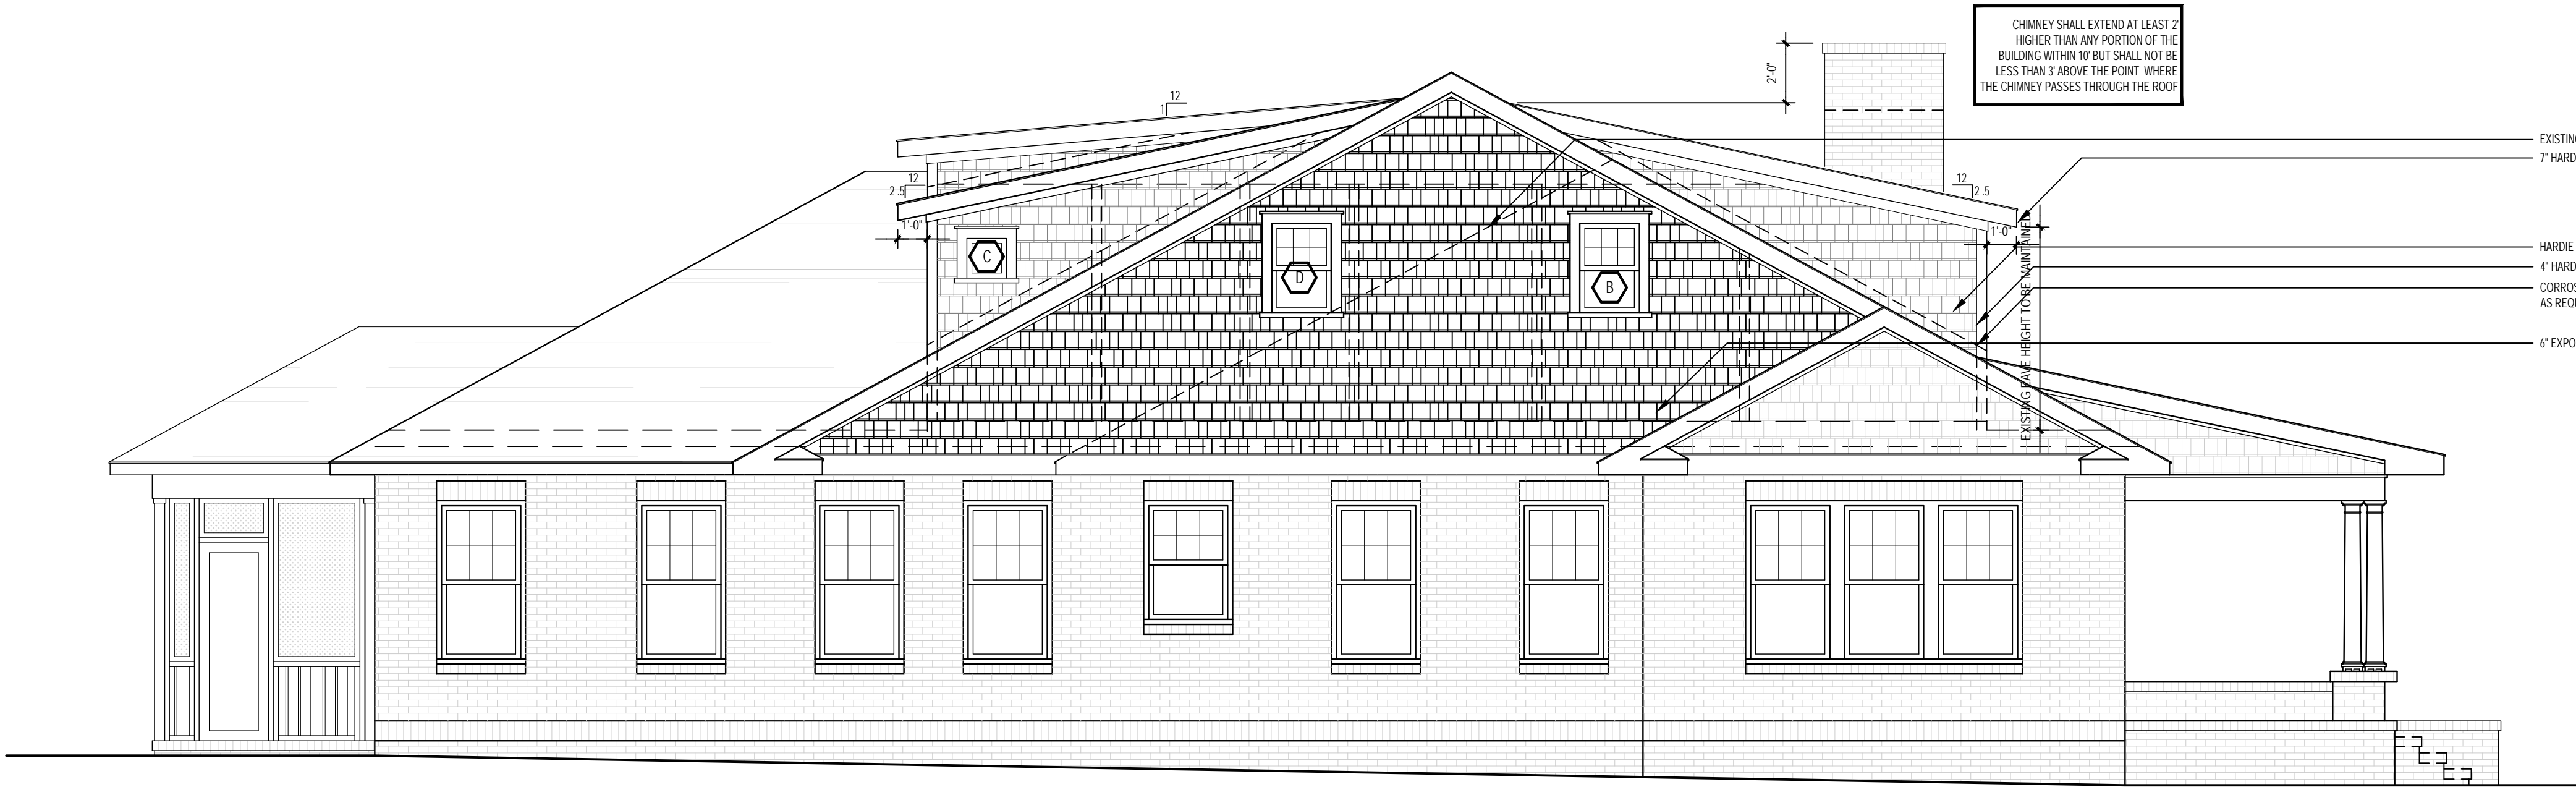 CHIMNEY SHALL EXTEND AT LEAST 2'
HIGHER THAN ANY PORTION OF THE
BUILDING WITHIN 10' BUT SHALL NOT BE
LESS THAN 3' ABOVE THE POINT WHERE
THE CHIMNEY PASSES THROUGH THE ROOF
2'-0"
12
1
EXISTING
7" HARD
12
2.5
12
2.5
1'-0"
1'-0"
EXISTING EAVE HEIGHT TO BE MAINTAINED
HARDIE
4" HARD
CORROS
AS REQU
6" EXPO
C
D
B